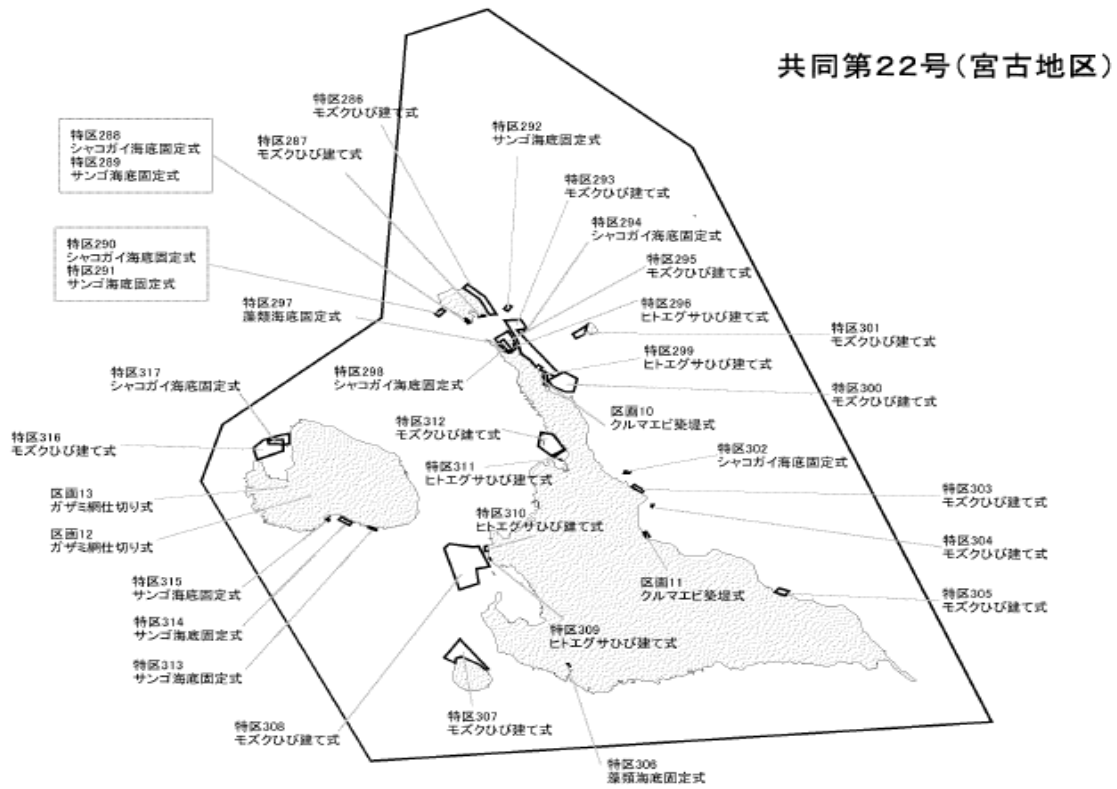 共同第22号(宮古地区)
特区286
モズクひび建て式
特区287
モズクひび建て式
特区288
シャコガイ海底固定式
特区289
サンゴ海底固定式
特区290
シャコガイ海底固定式
特区291
サンゴ海底固定式
特区292
サンゴ海底固定式
特区293
モズクひび建て式
特区294
シャコガイ海底固定式
特区295
モズクひび建て式
特区296
ヒトエグサひび建て式
特区297
藻類海底固定式
特区298
シャコガイ海底固定式
特区299
ヒトエグサひび建て式
特区300
モズクひび建て式
特区301
モズクひび建て式
区画10
クルマエビ築堤式
特区317
シャコガイ海底固定式
特区316
モズクひび建て式
特区312
モズクひび建て式
特区311
ヒトエグサひび建て式
特区302
シャコガイ海底固定式
特区303
モズクひび建て式
区画13
ガザミ網仕切り式
区画12
ガザミ網仕切り式
特区310
ヒトエグサひび建て式
特区304
モズクひび建て式
区画11
クルマエビ築堤式
特区305
モズクひび建て式
特区315
サンゴ海底固定式
特区314
サンゴ海底固定式
特区313
サンゴ海底固定式
特区309
ヒトエグサひび建て式
特区308
モズクひび建て式
特区307
モズクひび建て式
特区306
藻類海底固定式